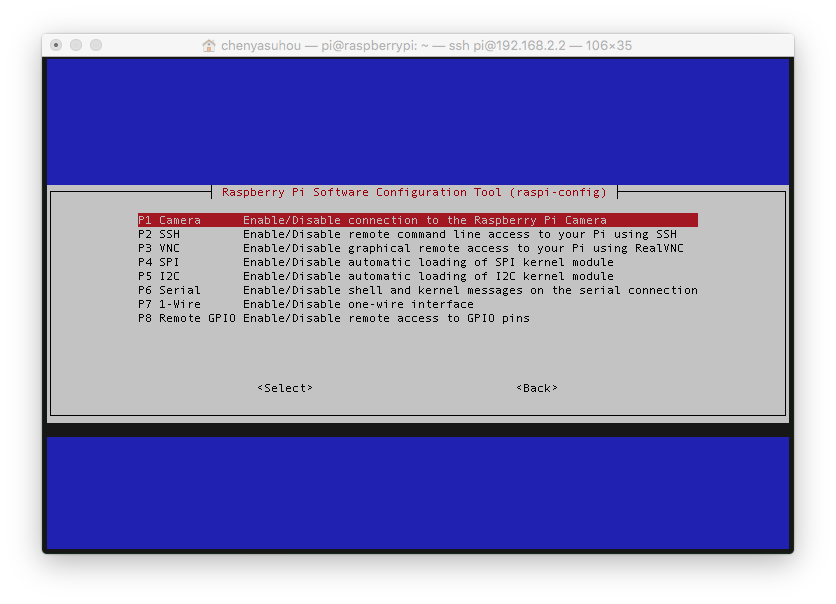 chenyasuhou — pi@raspberrypi: ~ — ssh pi@192.168.2.2 — 106×35
Raspberry Pi Software Configuration Tool (raspi-config)
P1 Camera Enable/Disable connection to the Raspberry Pi Camera
P2 SSH Enable/Disable remote command line access to your Pi using SSH
P3 VNC Enable/Disable graphical remote access to your Pi using RealVNC
P4 SPI Enable/Disable automatic loading of SPI kernel module
P5 I2C Enable/Disable automatic loading of I2C kernel module
P6 Serial Enable/Disable shell and kernel messages on the serial connection
P7 1-Wire Enable/Disable one-wire interface
P8 Remote GPIO Enable/Disable remote access to GPIO pins
<Select> <Back>